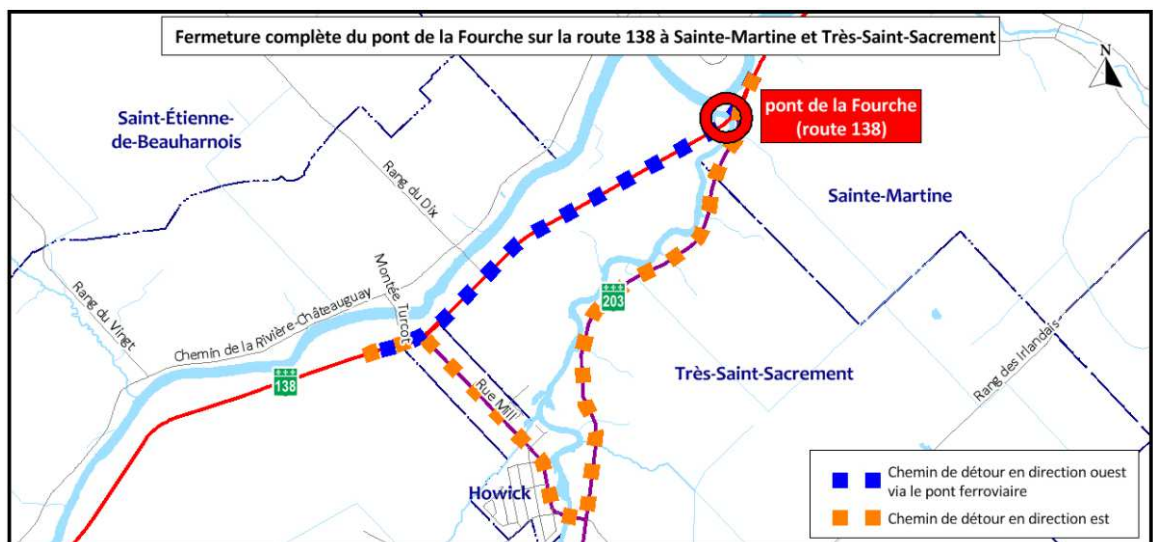 Fermeture complète du pont de la Fourche sur la route 138 à Sainte-Martine et Très-Saint-Sacrement
N
Saint-Étienne-
de-Beauharnois
pont de la Fourche
(route 138)
Rang du Dix
Sainte-Martine
Montée Turcot
Rang du Vingt
Chemin de la Rivière-Châteauguay
203
138
Rue Mill
Très-Saint-Sacrement
Rang des Irlandais
Howick
Chemin de détour en direction ouest
via le pont ferroviaire
Chemin de détour en direction est